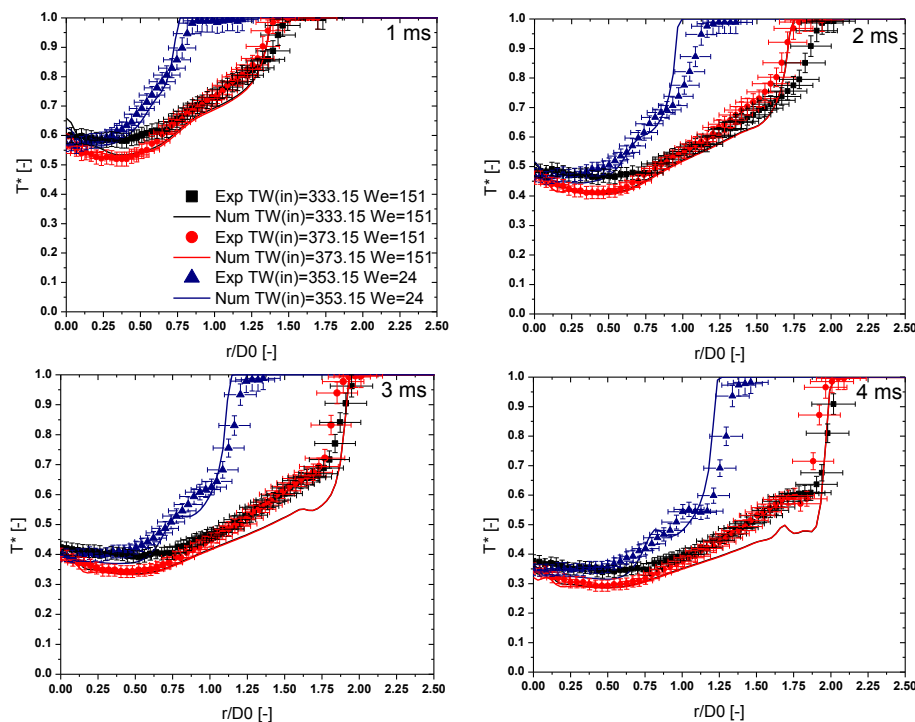 1.0
0.9
0.8
0.7
0.6
0.5
0.4
0.3
0.2
0.1
0.0
T* [-]
1 ms
Exp TW(in)=333.15 We=151
Num TW(in)=333.15 We=151
Exp TW(in)=373.15 We=151
Num TW(in)=373.15 We=151
Exp TW(in)=353.15 We=24
Num TW(in)=353.15 We=24
0.00 0.25 0.50 0.75 1.00 1.25 1.50 1.75 2.00 2.25 2.50
r/D0 [-]
1.0
0.9
0.8
0.7
0.6
0.5
0.4
0.3
0.2
0.1
0.0
T* [-]
2 ms
0.00 0.25 0.50 0.75 1.00 1.25 1.50 1.75 2.00 2.25 2.50
r/D0 [-]
1.0
0.9
0.8
0.7
0.6
0.5
0.4
0.3
0.2
0.1
0.0
T* [-]
3 ms
0.00 0.25 0.50 0.75 1.00 1.25 1.50 1.75 2.00 2.25 2.50
r/D0 [-]
1.0
0.9
0.8
0.7
0.6
0.5
0.4
0.3
0.2
0.1
0.0
T* [-]
4 ms
0.00 0.25 0.50 0.75 1.00 1.25 1.50 1.75 2.00 2.25 2.50
r/D0 [-]